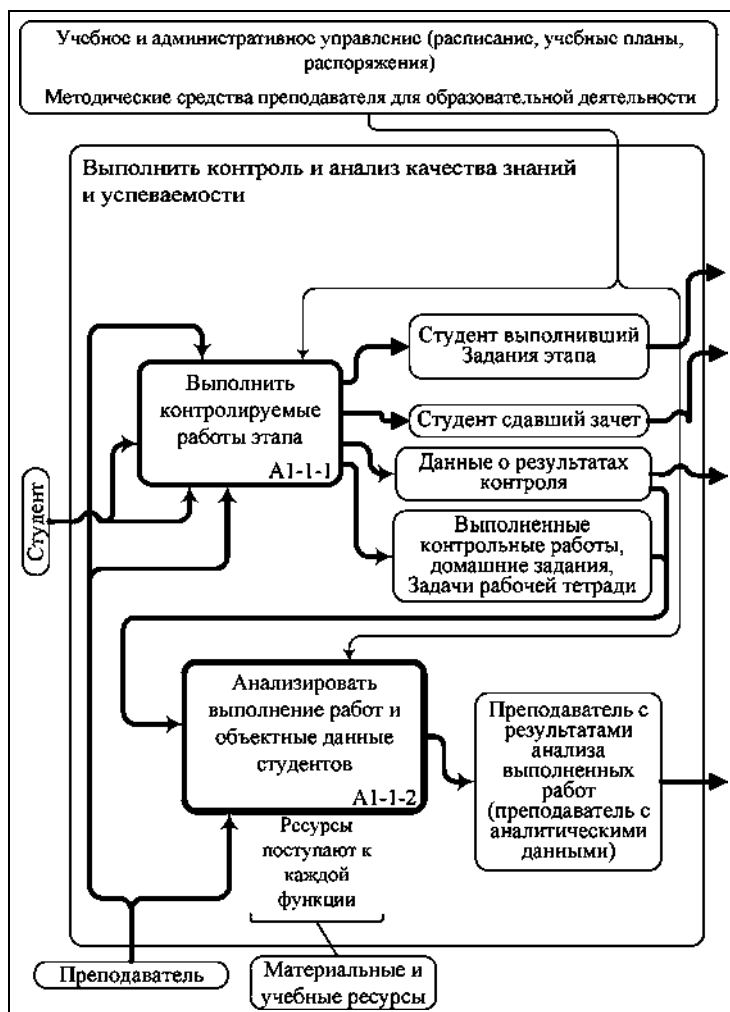 Учебное и административное управление (расписание, учебные планы,
распоряжения)
Методические средства преподавателя для образовательной деятельности
Выполнить контроль и анализ качества знаний
и успеваемости
Студент выполнивший
Задания этапа
Выполнить
контролируемые
работы этапа
А1-1-1
Студент сдавший зачет
Данные о результатах
контроля
Студент
Выполненные
контрольные работы,
домашние задания,
Задачи рабочей тетради
Анализировать
выполнение работ и
объектные данные
студентов
А1-1-2
Преподаватель с
результатами
анализа
выполненных
работ
(преподаватель с
аналитическими
данными)
Ресурсы
поступают к
каждой
функции
Преподаватель
Материальные и
учебные ресурсы